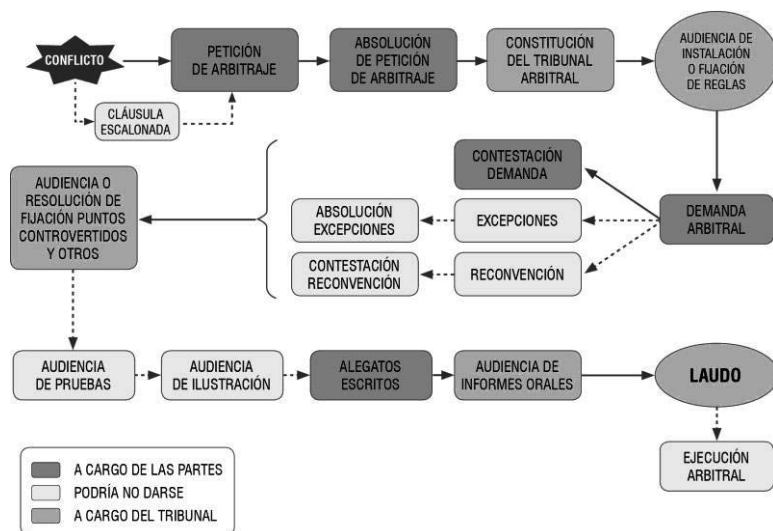 CONFLICTO
PETICIÓN
DE ARBITRAJE
ABSOLUCIÓN
DE PETICIÓN
DE ARBITRAJE
CONSTITUCIÓN
DEL TRIBUNAL
ARBITRAL
AUDIENCIA DE
INSTALACIÓN
O FIJACIÓN
DE REGLAS
CLÁUSULA
ESCALONADA
DEMANDA
ARBITRAL
CONTESTACIÓN
DEMANDA
EXCEPCIONES
ABSOLUCIÓN
EXCEPCIONES
RECONVENCIÓN
CONTESTACIÓN
RECONVENCIÓN
AUDIENCIA O
RESOLUCIÓN DE
FIJACIÓN PUNTOS
CONTROVERTIDOS
Y OTROS
AUDIENCIA
DE PRUEBAS
AUDIENCIA
DE ILUSTRACIÓN
ALEGATOS
ESCRITOS
AUDIENCIA DE
INFORMES ORALES
LAUDO
EJECUCIÓN
ARBITRAL
A CARGO DE LAS PARTES
PODRÍA NO DARSE
A CARGO DEL TRIBUNAL